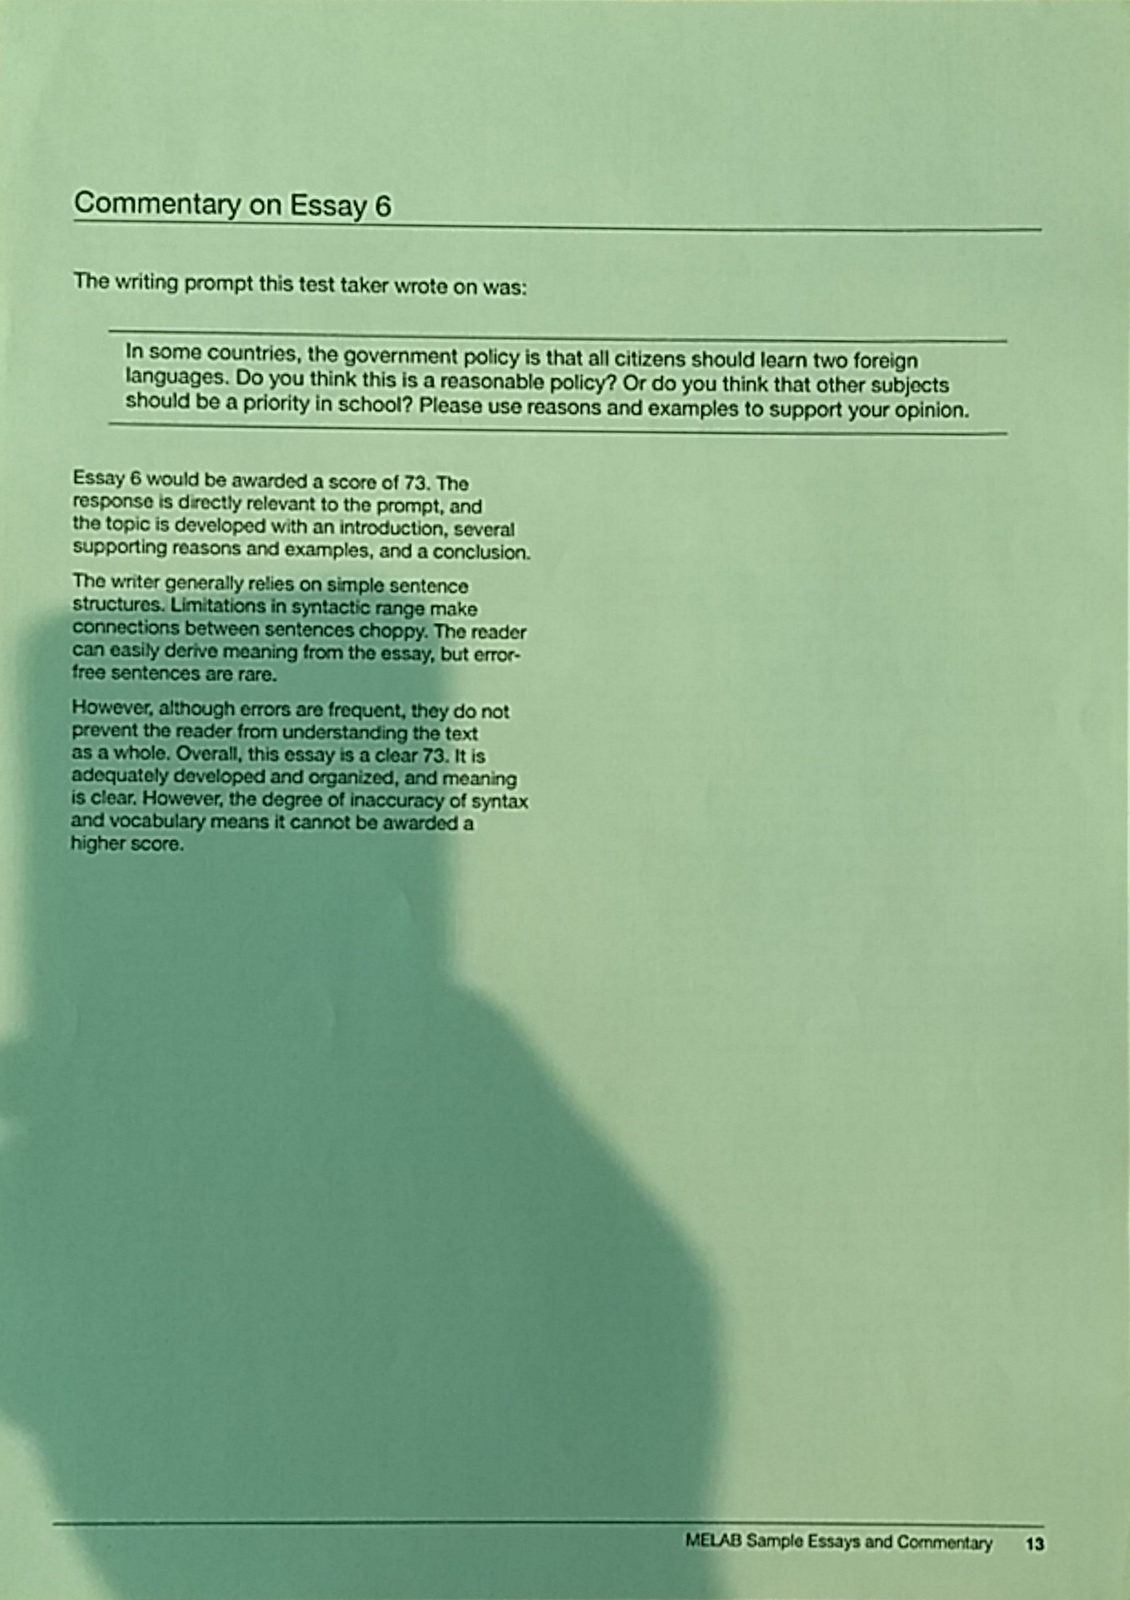 Commentary on Essay 6
The writing prompt this test taker wrote on was:
In some countries, the government policy is that all citizens should learn two foreign
languages. Do you think this is a reasonable policy? Or do you think that other subjects
should be a priority in school? Please use reasons and examples to support your opinion.
Essay 6 would be awarded a score of 73. The
response is directly relevant to the prompt, and
the topic is developed with an introduction, several
supporting reasons and examples, and a conclusion.
The writer generally relies on simple sentence
structures. Limitations in syntactic range make
connections between sentences choppy. The reader
can easily derive meaning from the essay, but error-
free sentences are rare.
However, although errors are frequent, they do not
prevent the reader from understanding the text
as a whole. Overall, this essay is a clear 73. It is
adequately developed and organized, and meaning
is clear. However, the degree of inaccuracy of syntax
and vocabulary means it cannot be awarded a
higher score.
MELAB Sample Essays and Commentary 13